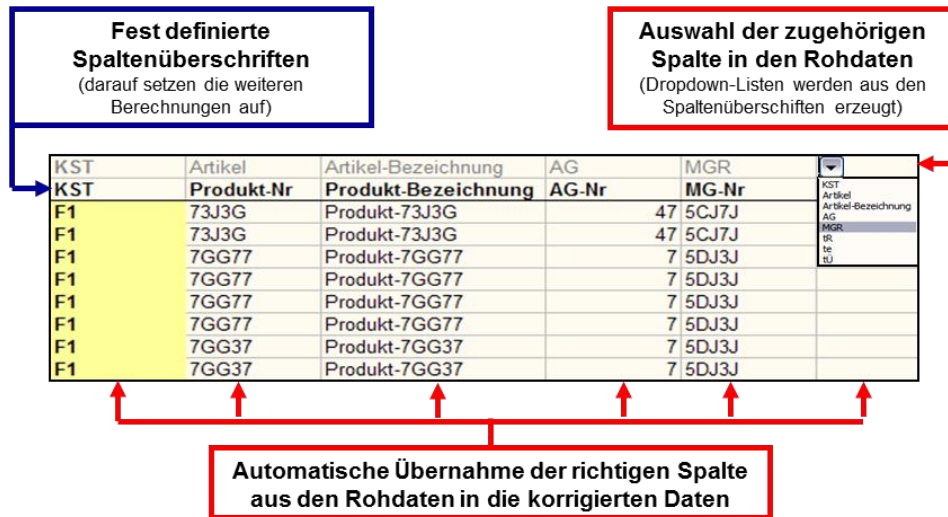 Fest definierte
Spaltenüberschriften
(darauf setzen die weiteren
Berechnungen auf)
Auswahl der zugehörigen
Spalte in den Rohdaten
(Dropdown-Listen werden aus den
Spaltenüberschiften erzeugt)
KST Artikel Artikel-Bezeichnung AG MGR
KST Produkt-Nr Produkt-Bezeichnung AG-Nr MG-Nr
F1 73J3G Produkt-73J3G 47 5CJ7J
F1 73J3G Produkt-73J3G 47 5CJ7J
F1 7GG77 Produkt-7GG77 7 5DJ3J
F1 7GG77 Produkt-7GG77 7 5DJ3J
F1 7GG77 Produkt-7GG77 7 5DJ3J
F1 7GG77 Produkt-7GG77 7 5DJ3J
F1 7GG37 Produkt-7GG37 7 5DJ3J
F1 7GG37 Produkt-7GG37 7 5DJ3J
KST
Artikel
Artikel-Bezeichnung
AG
MGR
tR
te
tÜ
Automatische Übernahme der richtigen Spalte
aus den Rohdaten in die korrigierten Daten